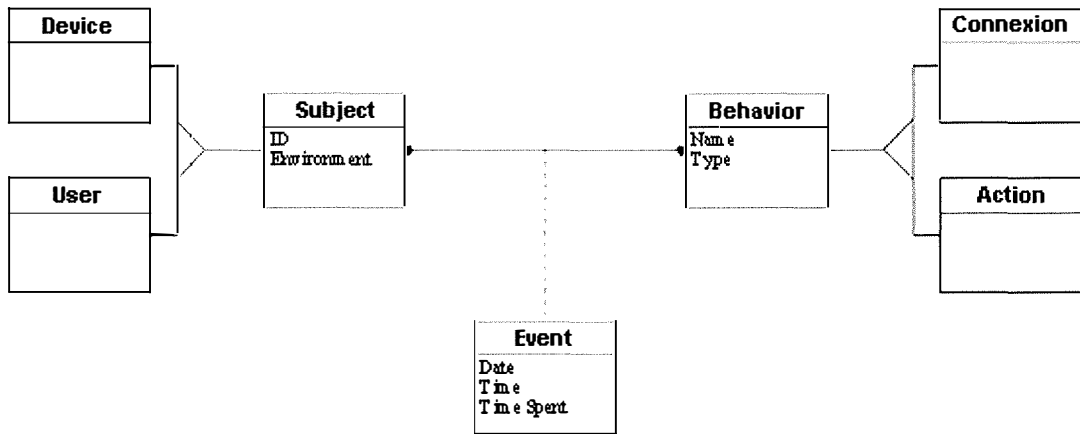 Device
Connexion
Subject
ID
Environment
Behavior
Name
Type
User
Action
Event
Date
Time
Time Spent